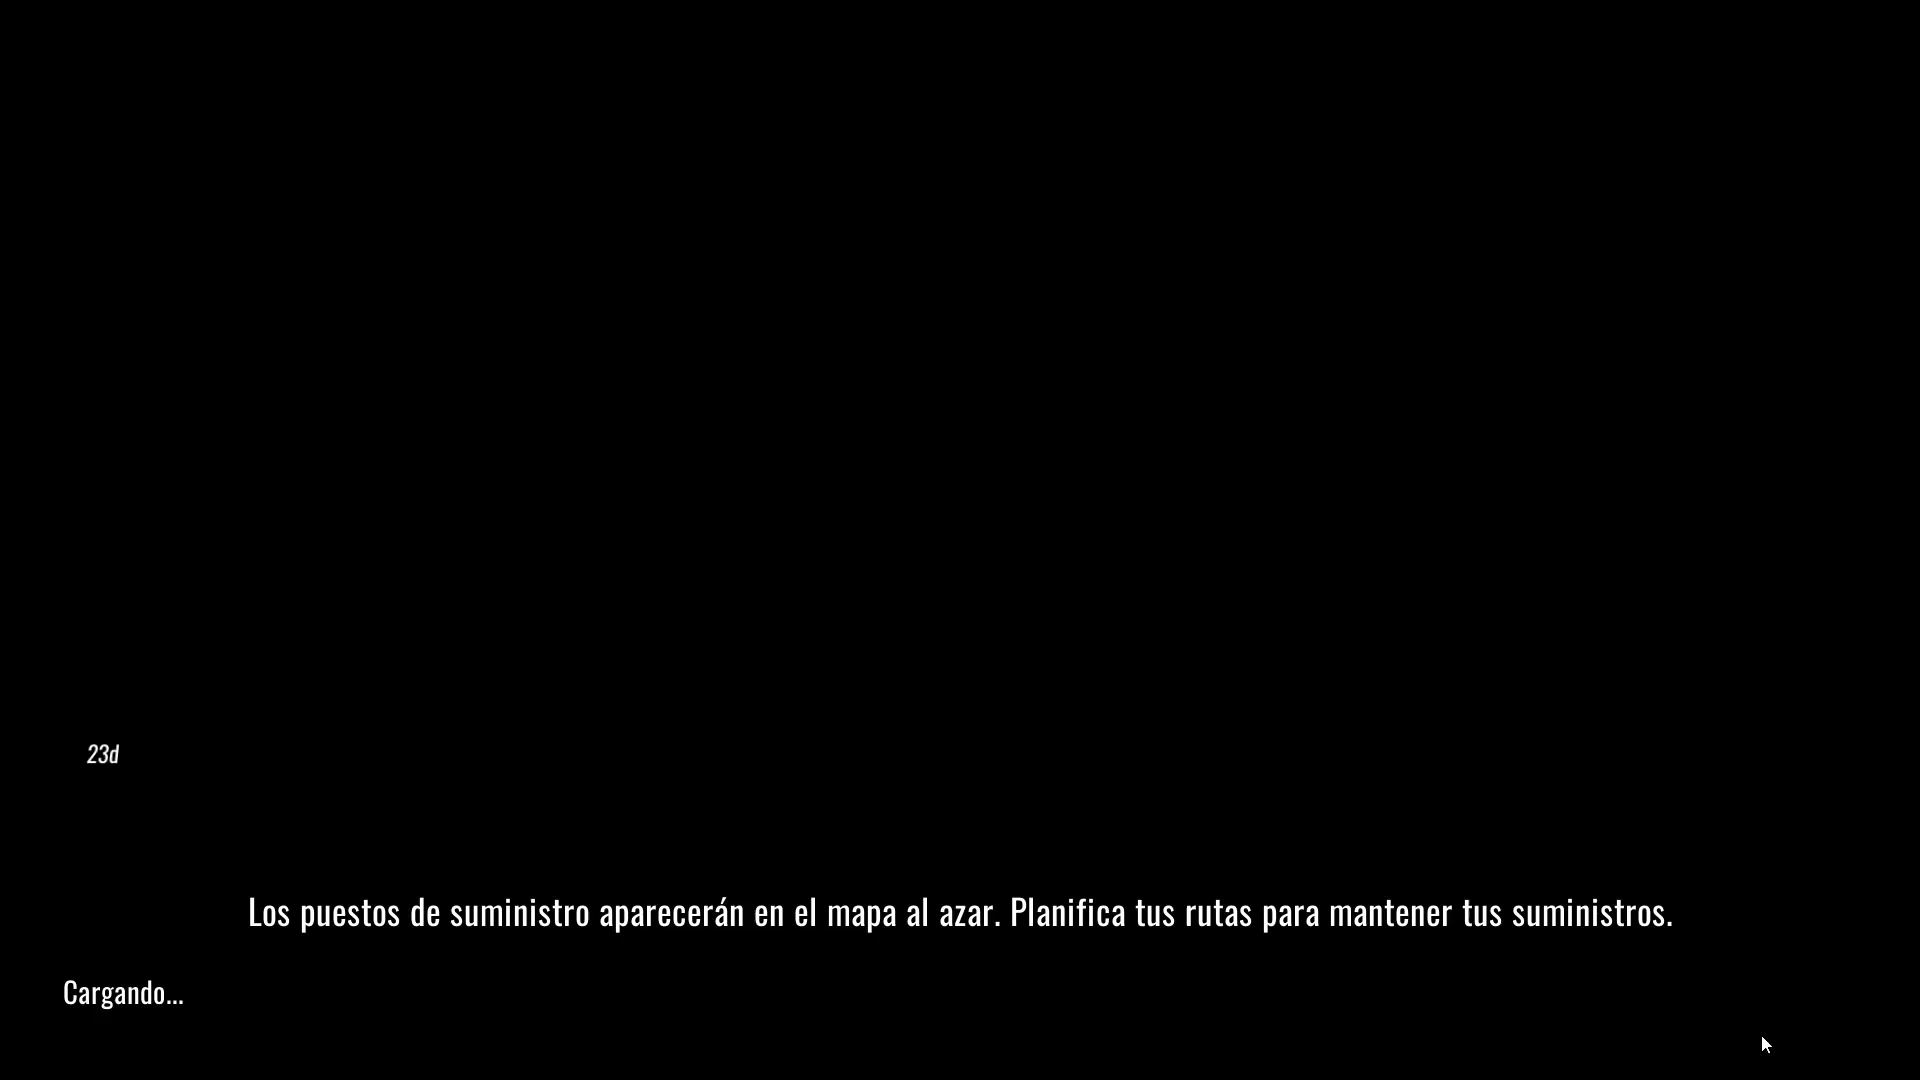 23d
Los puestos de suministro aparecerán en el mapa al azar. Planifica tus rutas para mantener tus suministros.
Cargando...